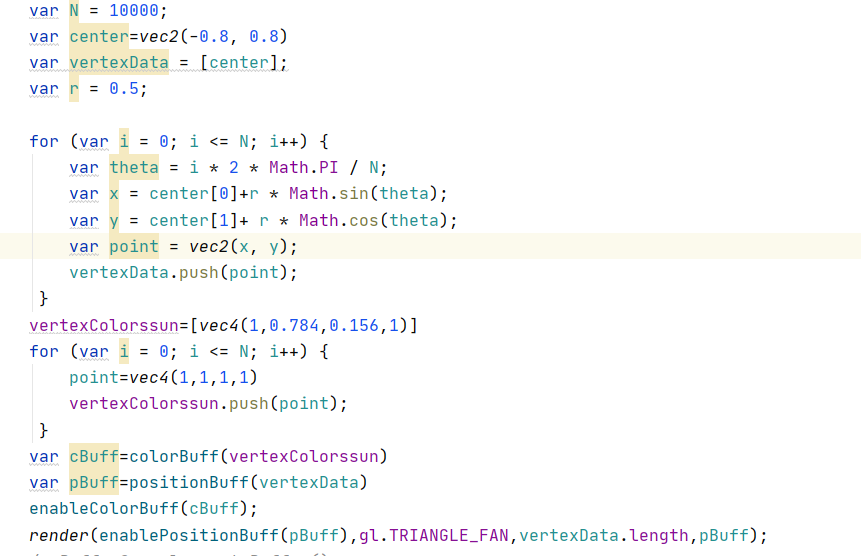 var N = 10000;
var center=vec2(-0.8, 0.8)
var vertexData = [center];
var r = 0.5;
for (var i = 0; i <= N; i++) {
var theta = i * 2 * Math.PI / N;
var x = center[0]+r * Math.sin(theta);
var y = center[1]+ r * Math.cos(theta);
var point = vec2(x, y);
vertexData.push(point);
}
vertexColorssun=[vec4(1,0.784,0.156,1)]
for (var i = 0; i <= N; i++) {
point=vec4(1,1,1,1)
vertexColorssun.push(point);
}
var cBuff=colorBuff(vertexColorssun)
var pBuff=positionBuff(vertexData)
enableColorBuff(cBuff);
render(enablePositionBuff(pBuff),gl.TRIANGLE_FAN,vertexData.length,pBuff);